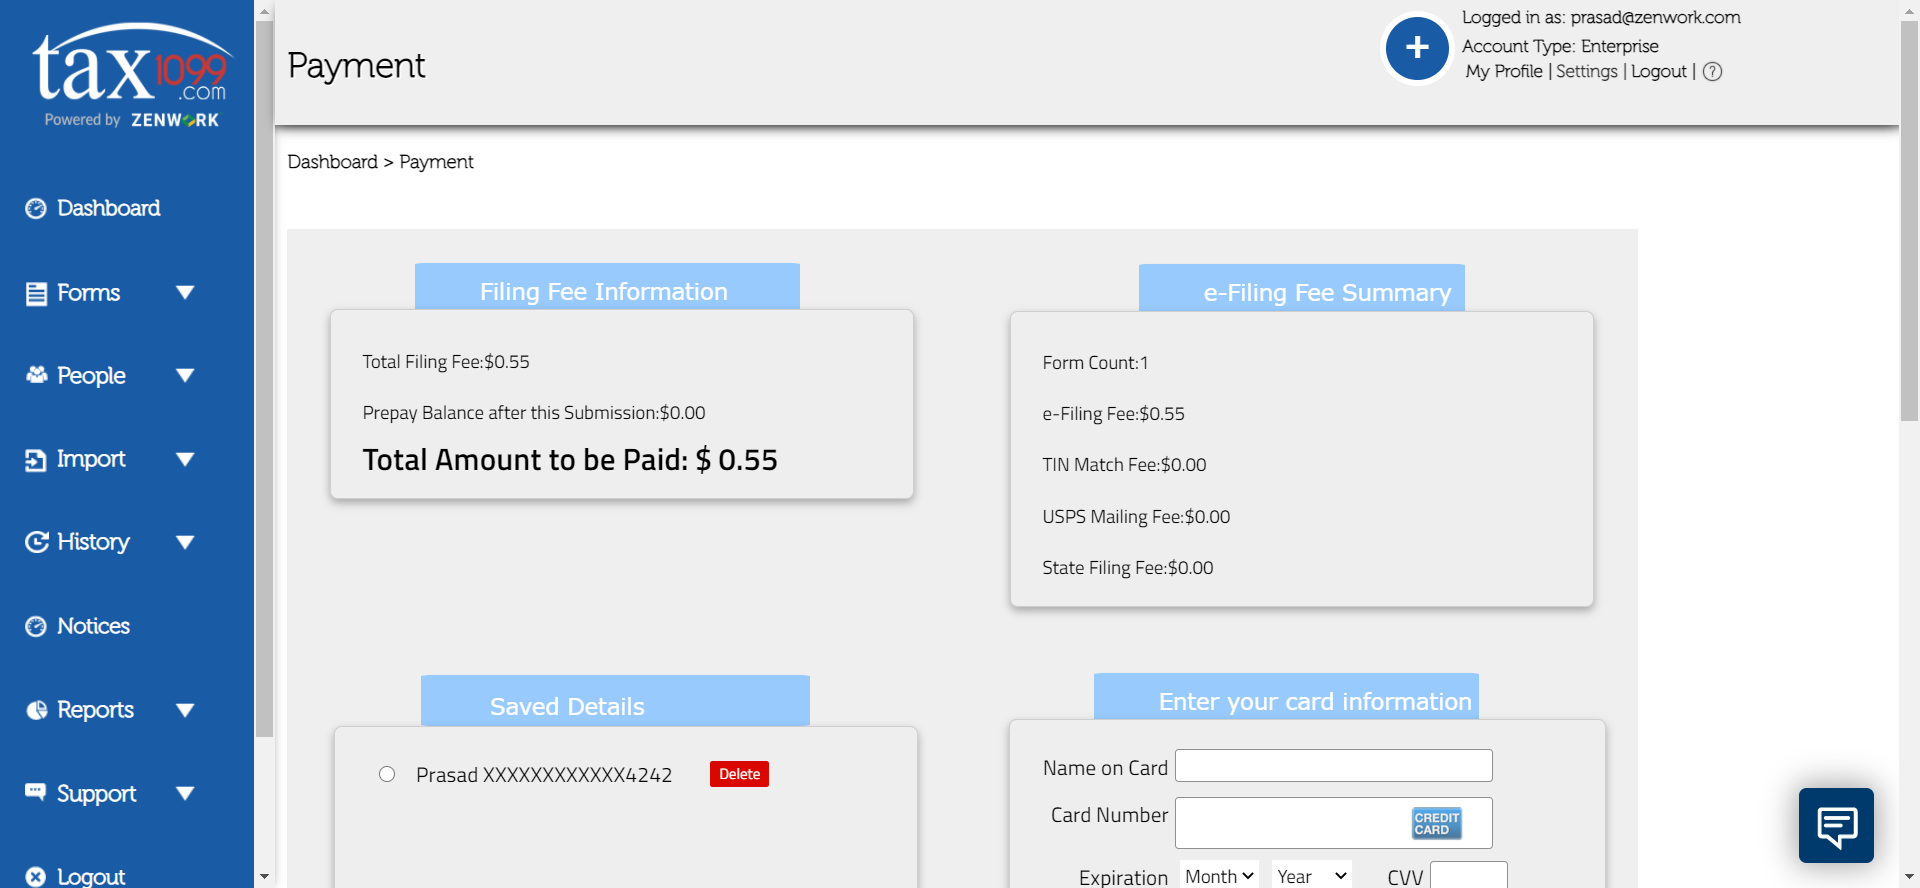 tax1099.com
Powered by ZENWORK
Dashboard
Forms
People
Import
History
Notices
Reports
Support
Logout
Payment
+
Logged in as: prasad@zenwork.com
Account Type: Enterprise
My Profile | Settings | Logout | ?
Dashboard > Payment
Filing Fee Information
Total Filing Fee:$0.55
Prepay Balance after this Submission:$0.00
Total Amount to be Paid: $ 0.55
e-Filing Fee Summary
Form Count:1
e-Filing Fee:$0.55
TIN Match Fee:$0.00
USPS Mailing Fee:$0.00
State Filing Fee:$0.00
Saved Details
Prasad XXXXXXXXXXXX4242 Delete
Enter your card information
Name on Card
Card Number CREDIT CARD
Expiration Month Year CVV